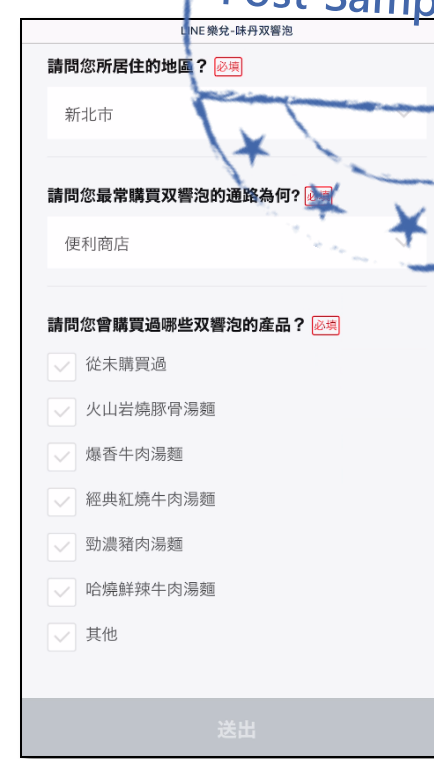 Post Samp
LINE 樂兌-味丹双響泡
請問您所居住的地區？ 必填
新北市
請問您最常購買双響泡的通路為何? 必填
便利商店
請問您曾購買過哪些双響泡的產品？ 必填
從未購買過
火山岩燒豚骨湯麵
爆香牛肉湯麵
經典紅燒牛肉湯麵
勁濃豬肉湯麵
哈燒鮮辣牛肉湯麵
其他
送出